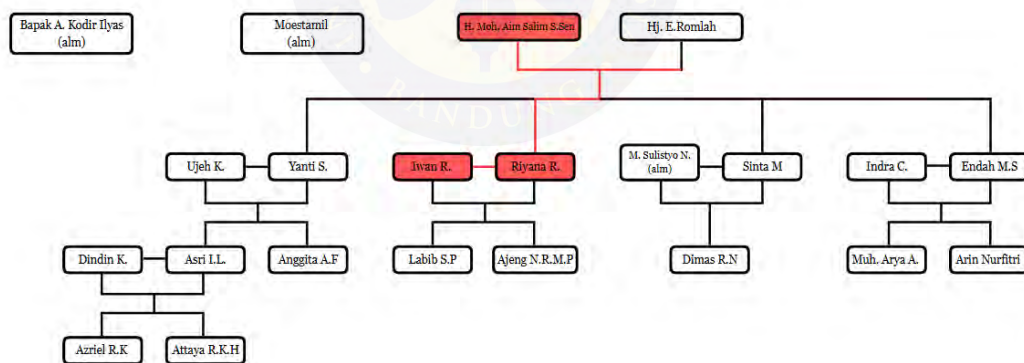 Bapak A. Kodir Ilyas
(alm)
Moestamil
(alm)
H. Moh. Aim Salim S.Sen
Hj. E.Romlah
BANDUNG
Ujeh K.
Yanti S.
Iwan R.
Riyana R.
M. Sulistyo N.
(alm)
Sinta M
Indra C.
Endah M.S
Dindin K.
Asri I.L.
Anggita A.F
Labib S.P
Ajeng N.R.M.P
Dimas R.N
Muh. Arya A.
Arin Nurfitri
Azriel R.K
Attaya R.K.H